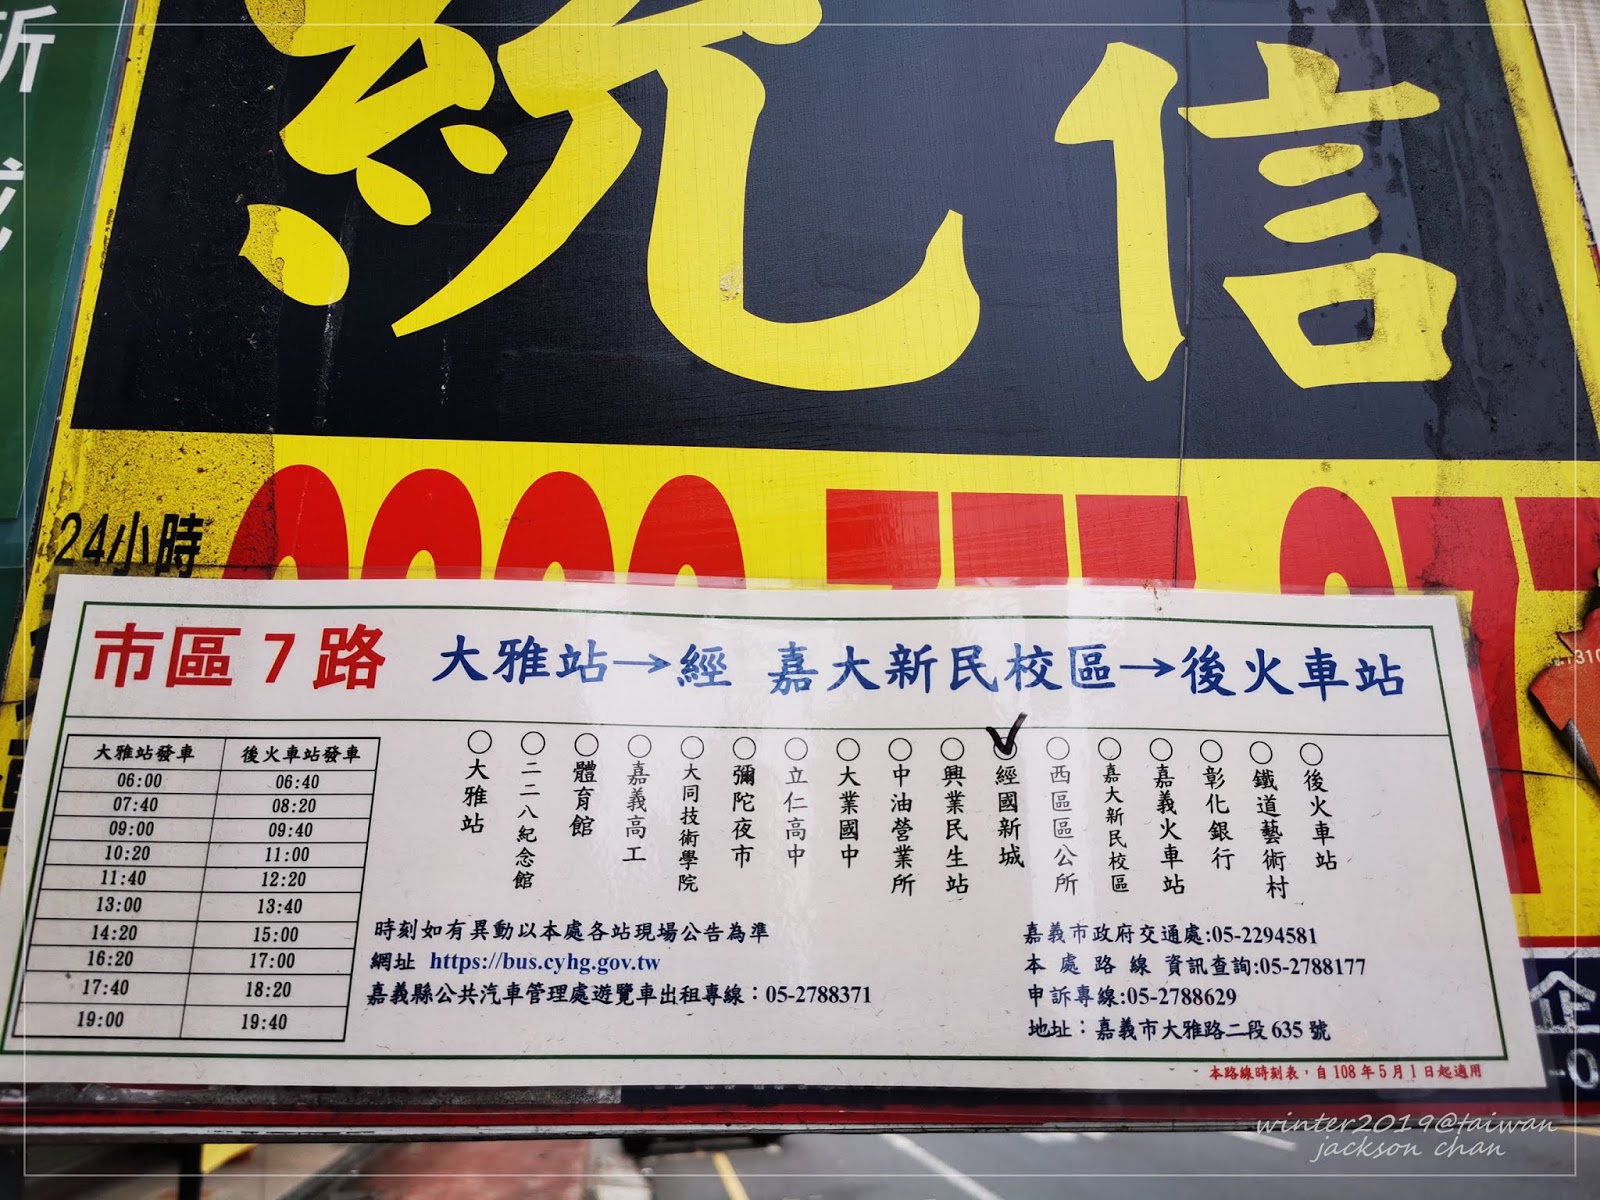 新
統 信
24小時
市區 7 路 大雅站→經 嘉大新民校區→後火車站
大雅站發車 後火車站發車
06:00 06:40
07:40 08:20
09:00 09:40
10:20 11:00
11:40 12:20
13:00 13:40
14:20 15:00
16:20 17:00
17:40 18:20
19:00 19:40
大雅站
二二八紀念館
體育館
嘉義高工
大同技術學院
彌陀夜市
立仁高中
大業國中
中油營業所
興業民生站
經國新城
西區區公所
嘉大新民校區
嘉義火車站
彰化銀行
鐵道藝術村
後火車站
時刻如有異動以本處各站現場公告為準
網址 https://bus.cyhg.gov.tw
嘉義縣公共汽車管理處遊覽車出租專線：05-2788371
嘉義市政府交通處:05-2294581
本 處 路 線 資訊查詢:05-2788177
申訴專線:05-2788629
地址：嘉義市大雅路二段 635 號
本路線時刻表，自 108 年 5 月 1 日起適用
企
winter2019@taiwan
jackson chan